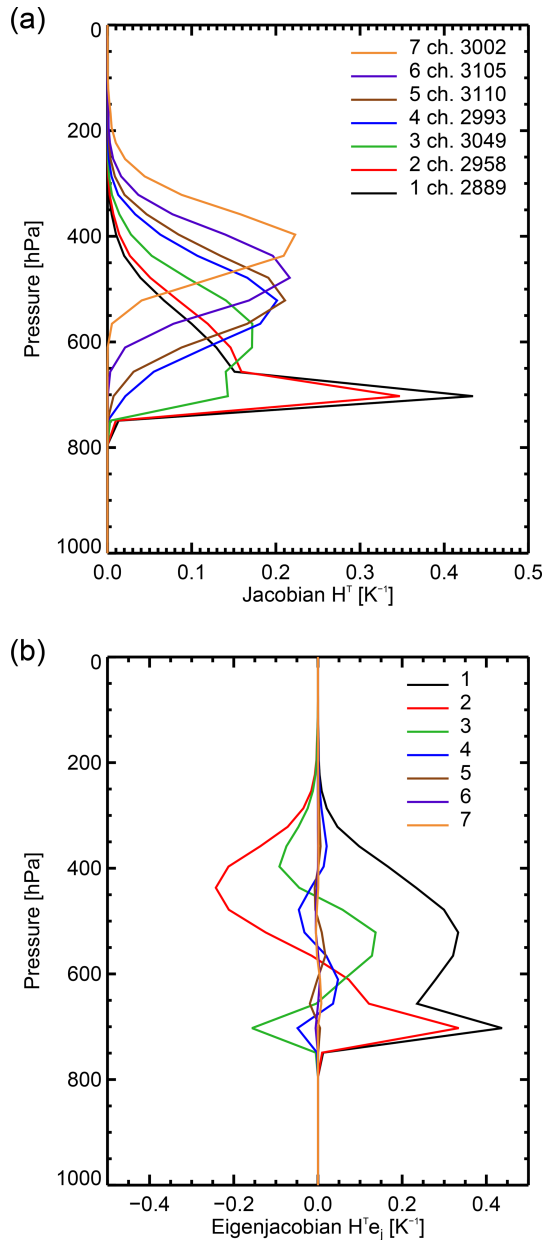 (a)
0
200
400
600
800
1000
Pressure [hPa]
7 ch. 3002
6 ch. 3105
5 ch. 3110
4 ch. 2993
3 ch. 3049
2 ch. 2958
1 ch. 2889
0.0 0.1 0.2 0.3 0.4 0.5
Jacobian Hᵀ [K⁻¹]
(b)
0
200
400
600
800
1000
Pressure [hPa]
1
2
3
4
5
6
7
−0.4 −0.2 0.0 0.2 0.4
Eigenjacobian Hᵀeⱼ [K⁻¹]